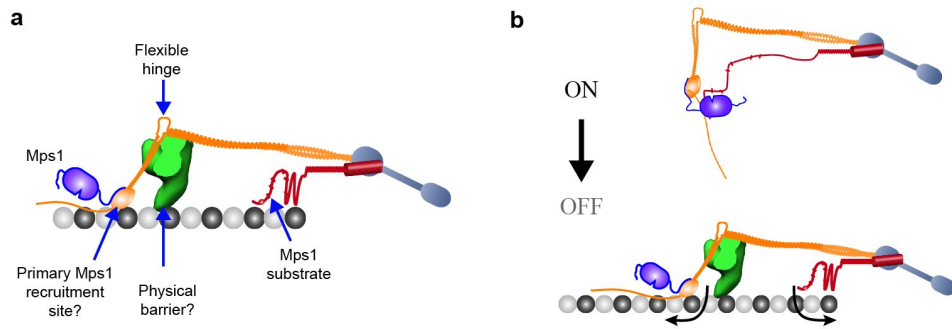 a
Flexible
hinge
Mps1
Primary Mps1
recruitment
site?
Physical
barrier?
Mps1
substrate
b
ON
OFF